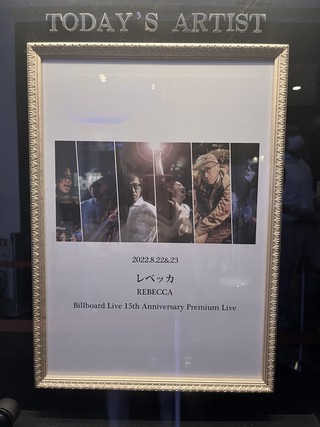 TODAY'S ARTIST
2022.8.22&23
レベッカ
REBECCA
Billboard Live 15th Anniversary Premium Live